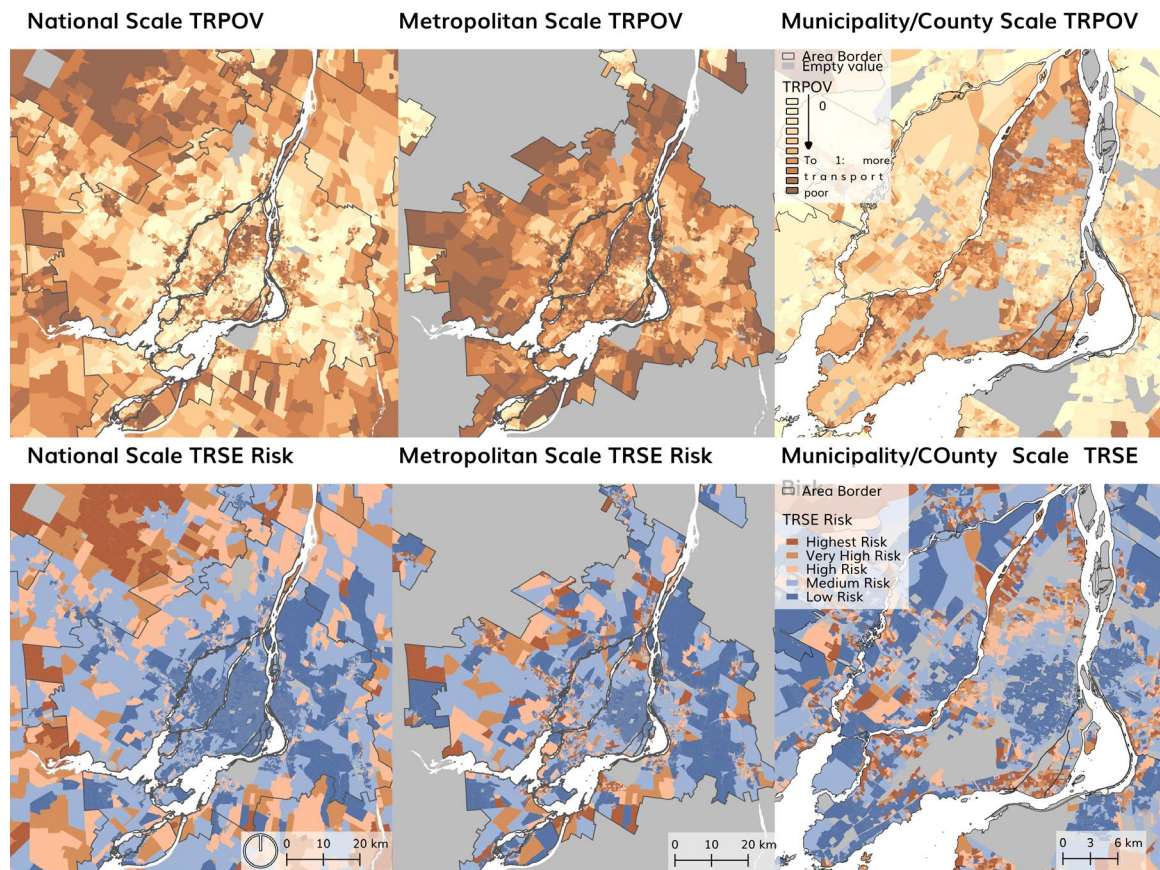 National Scale TRPOV
Metropolitan Scale TRPOV
Municipality/County Scale TRPOV
Area Border
Empty value
TRPOV
0
To 1: more
transport
poor
National Scale TRSE Risk
Metropolitan Scale TRSE Risk
Municipality/COunty Scale TRSE
Risk
Area Border
TRSE Risk
Highest Risk
Very High Risk
High Risk
Medium Risk
Low Risk
0 10 20 km
0 10 20 km
0 3 6 km